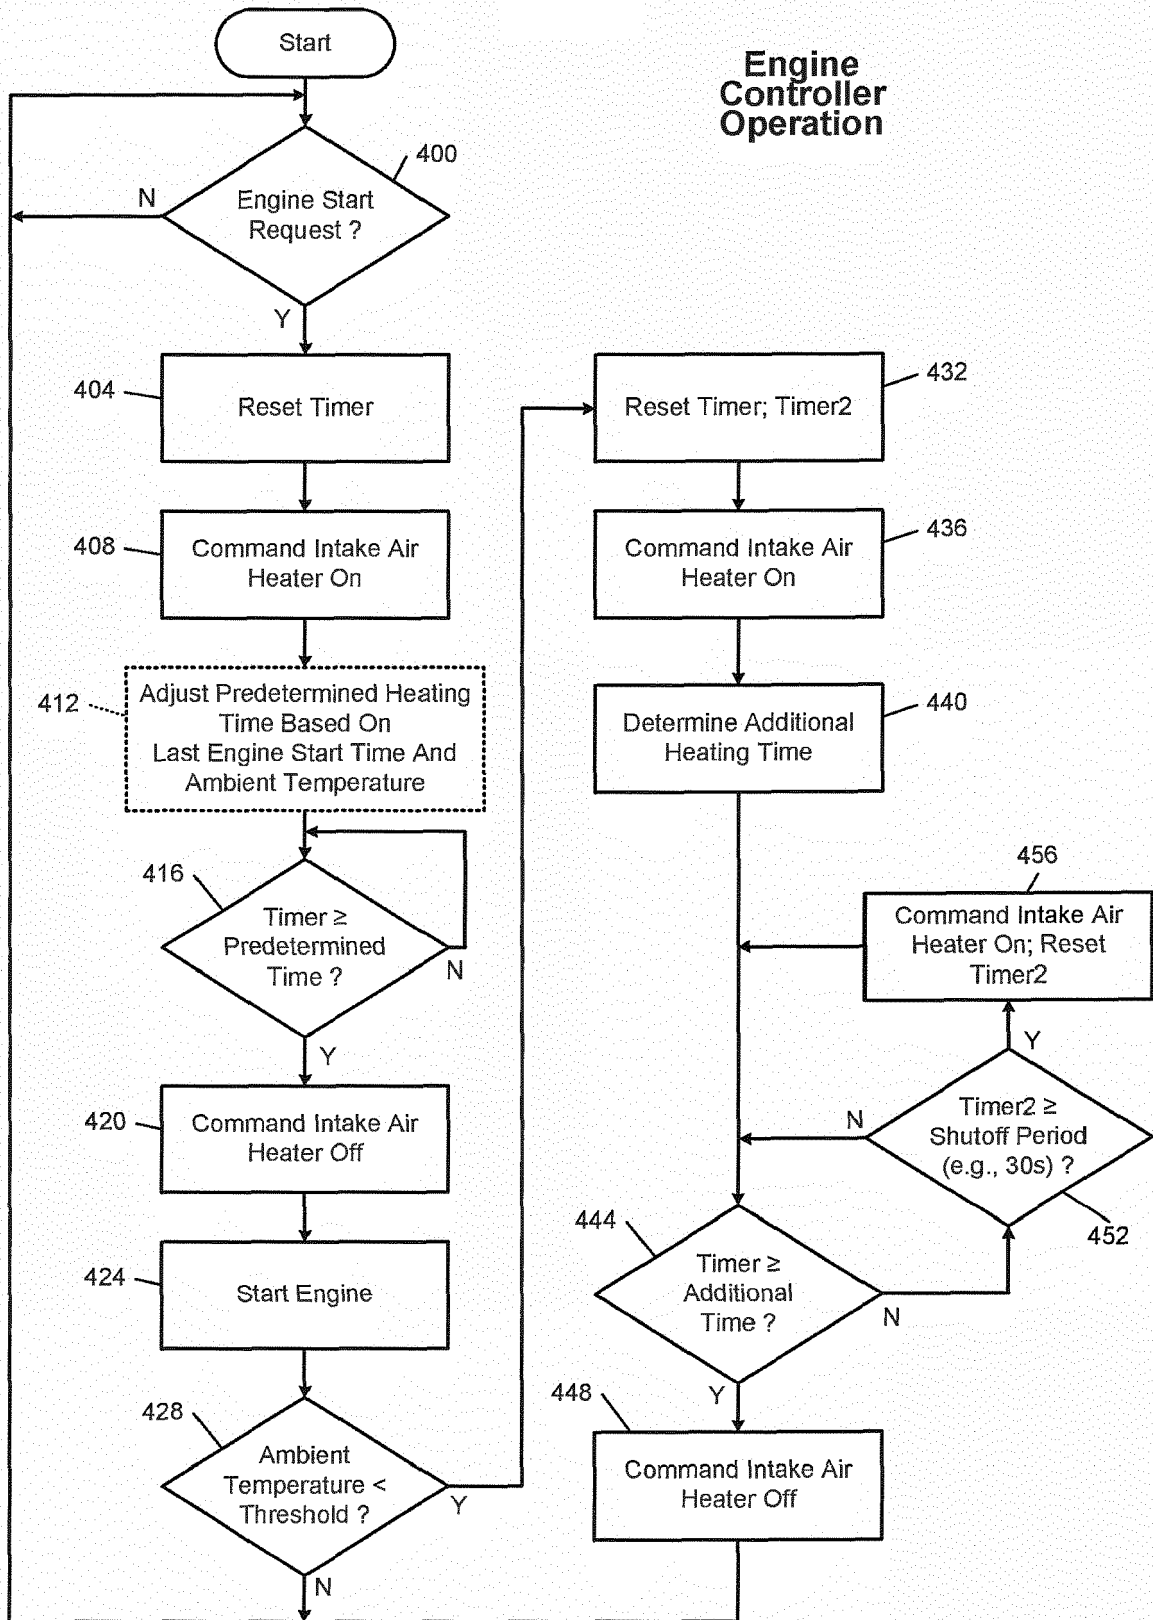 Start
Engine
Controller
Operation
400
Engine Start
Request ?
N
Y
404
Reset Timer
408
Command Intake Air
Heater On
412
Adjust Predetermined Heating
Time Based On
Last Engine Start Time And
Ambient Temperature
416
Timer ≥
Predetermined
Time ?
N
Y
420
Command Intake Air
Heater Off
424
Start Engine
428
Ambient
Temperature <
Threshold ?
Y
N
432
Reset Timer; Timer2
436
Command Intake Air
Heater On
440
Determine Additional
Heating Time
456
Command Intake Air
Heater On; Reset
Timer2
Y
N
Timer2 ≥
Shutoff Period
(e.g., 30s) ?
452
444
Timer ≥
Additional
Time ?
N
Y
448
Command Intake Air
Heater Off